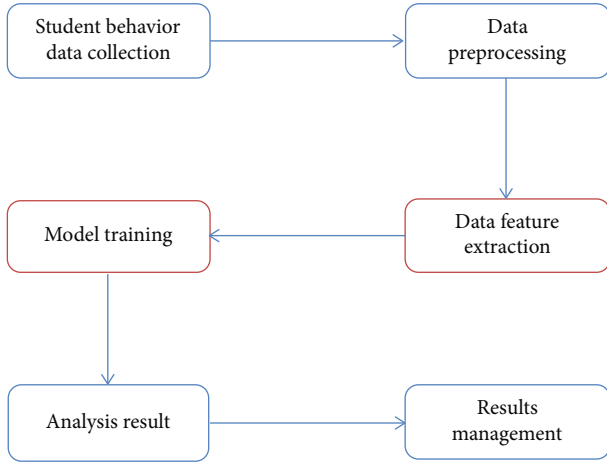 Student behavior
data collection
Data
preprocessing
Model training
Data feature
extraction
Analysis result
Results
management